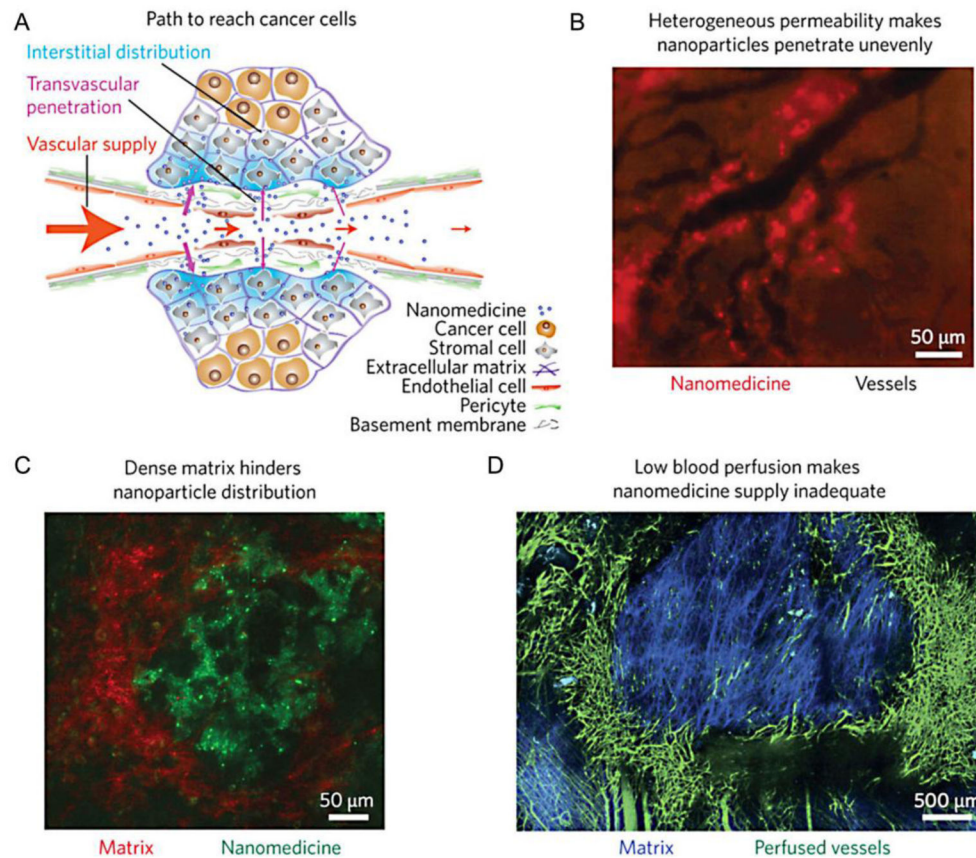 A
Path to reach cancer cells
Interstitial distribution
Transvascular
penetration
Vascular supply
Nanomedicine
Cancer cell
Stromal cell
Extracellular matrix
Endothelial cell
Pericyte
Basement membrane
B
Heterogeneous permeability makes
nanoparticles penetrate unevenly
50 μm
Nanomedicine Vessels
C
Dense matrix hinders
nanoparticle distribution
50 μm
Matrix Nanomedicine
D
Low blood perfusion makes
nanomedicine supply inadequate
500 μm
Matrix Perfused vessels